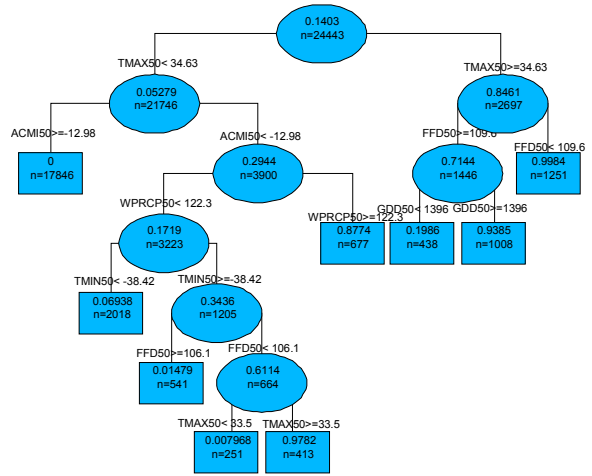 0.1403
n=24443
TMAX50< 34.63
TMAX50>=34.63
0.05279
n=21746
0.8461
n=2697
ACMI50>=-12.98
ACMI50< -12.98
FFD50>=109.6
FFD50< 109.6
0
n=17846
0.2944
n=3900
0.7144
n=1446
0.9984
n=1251
WPRCP50< 122.3
WPRCP50>=122.3
GDD50< 1396
GDD50>=1396
0.1719
n=3223
0.8774
n=677
0.1986
n=438
0.9385
n=1008
TMIN50< -38.42
TMIN50>=-38.42
0.06938
n=2018
0.3436
n=1205
FFD50>=106.1
FFD50< 106.1
0.01479
n=541
0.6114
n=664
TMAX50< 33.5
TMAX50>=33.5
0.007968
n=251
0.9782
n=413